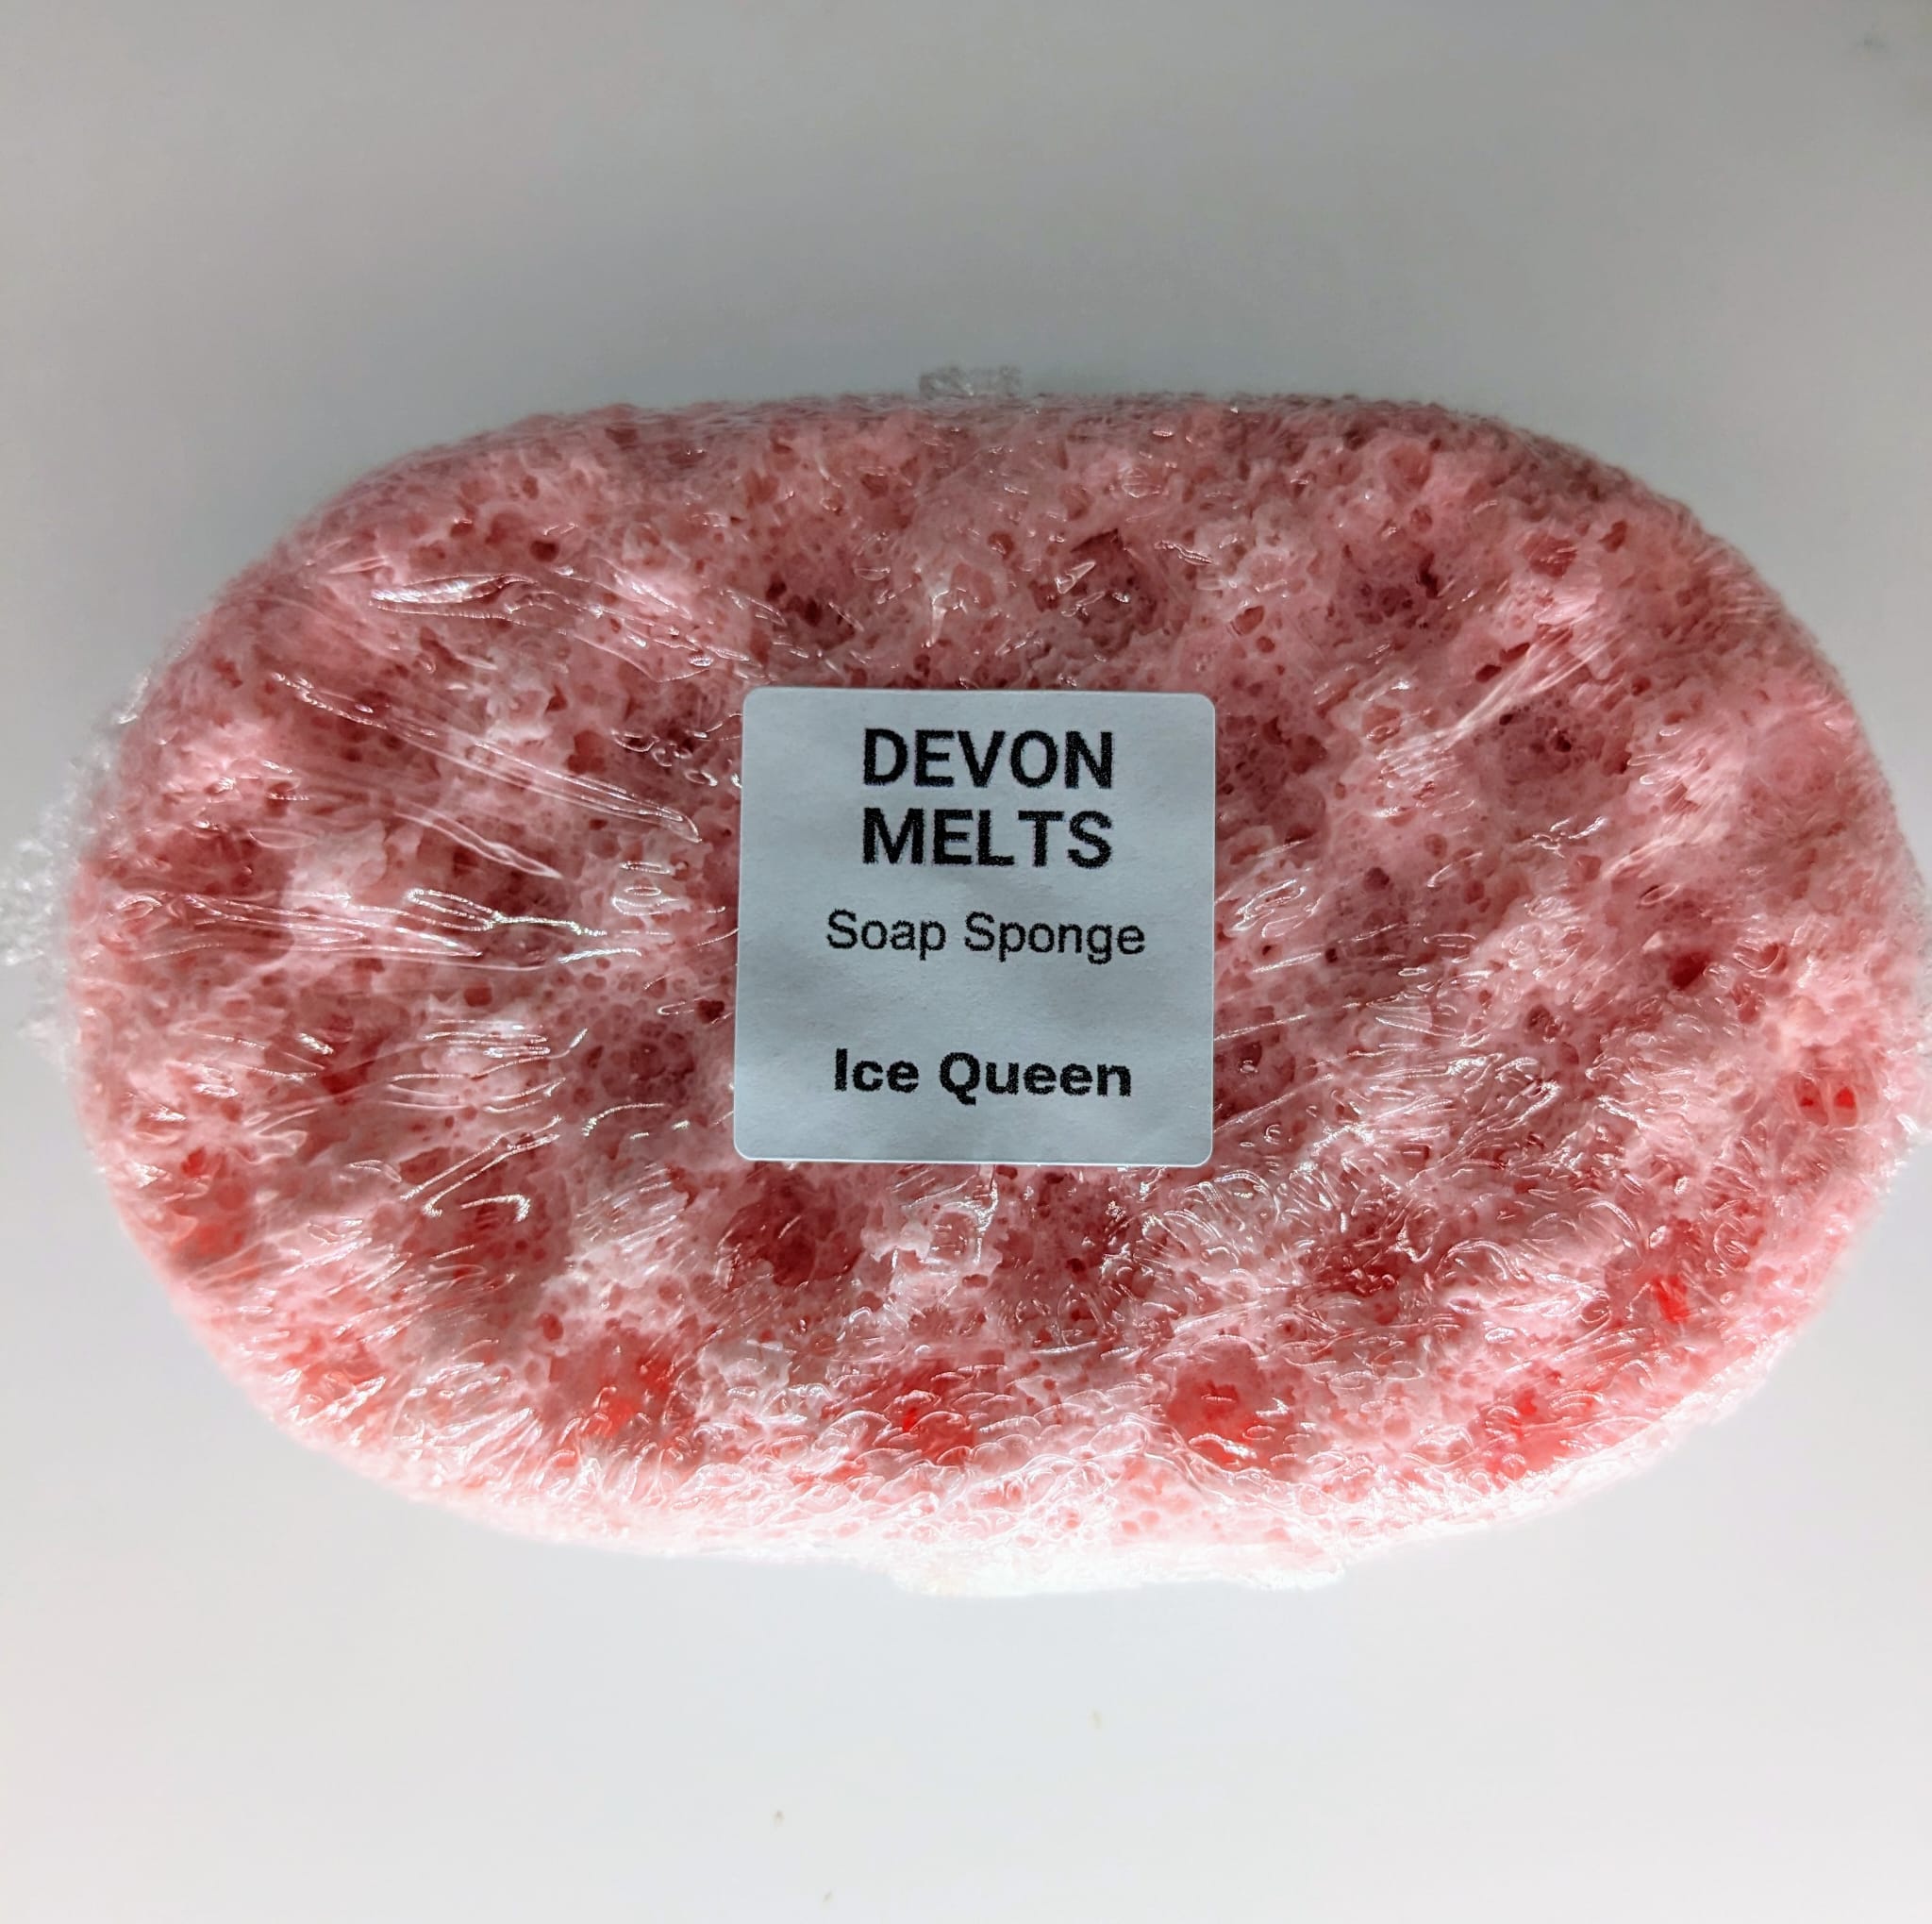 DEVON
MELTS
Soap Sponge
Ice Queen